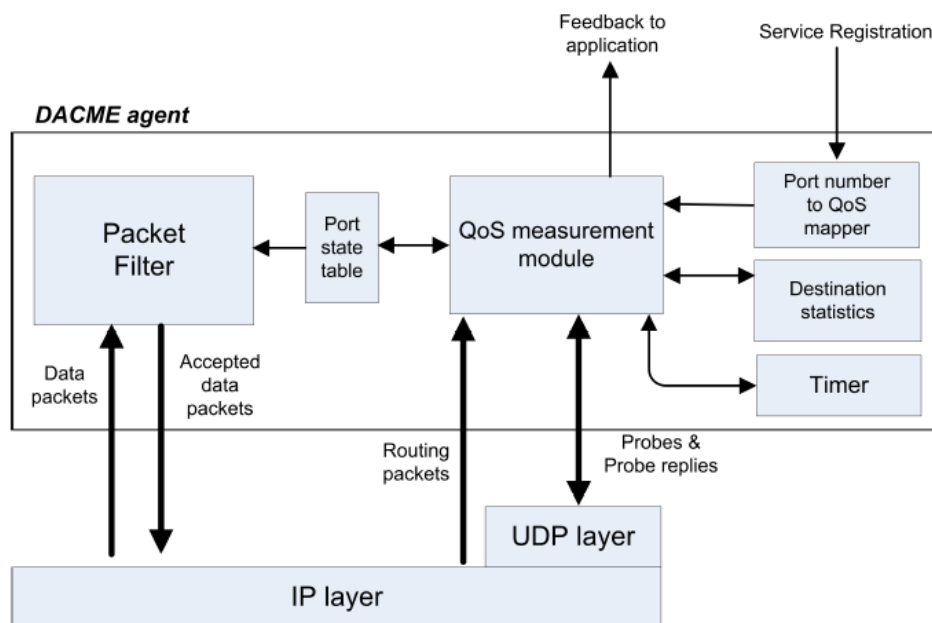 Feedback to
application
Service Registration
DACME agent
Packet
Filter
Port
state
table
QoS measurement
module
Port number
to QoS
mapper
Destination
statistics
Timer
Data
packets
Accepted
data
packets
Routing
packets
Probes &
Probe replies
UDP layer
IP layer